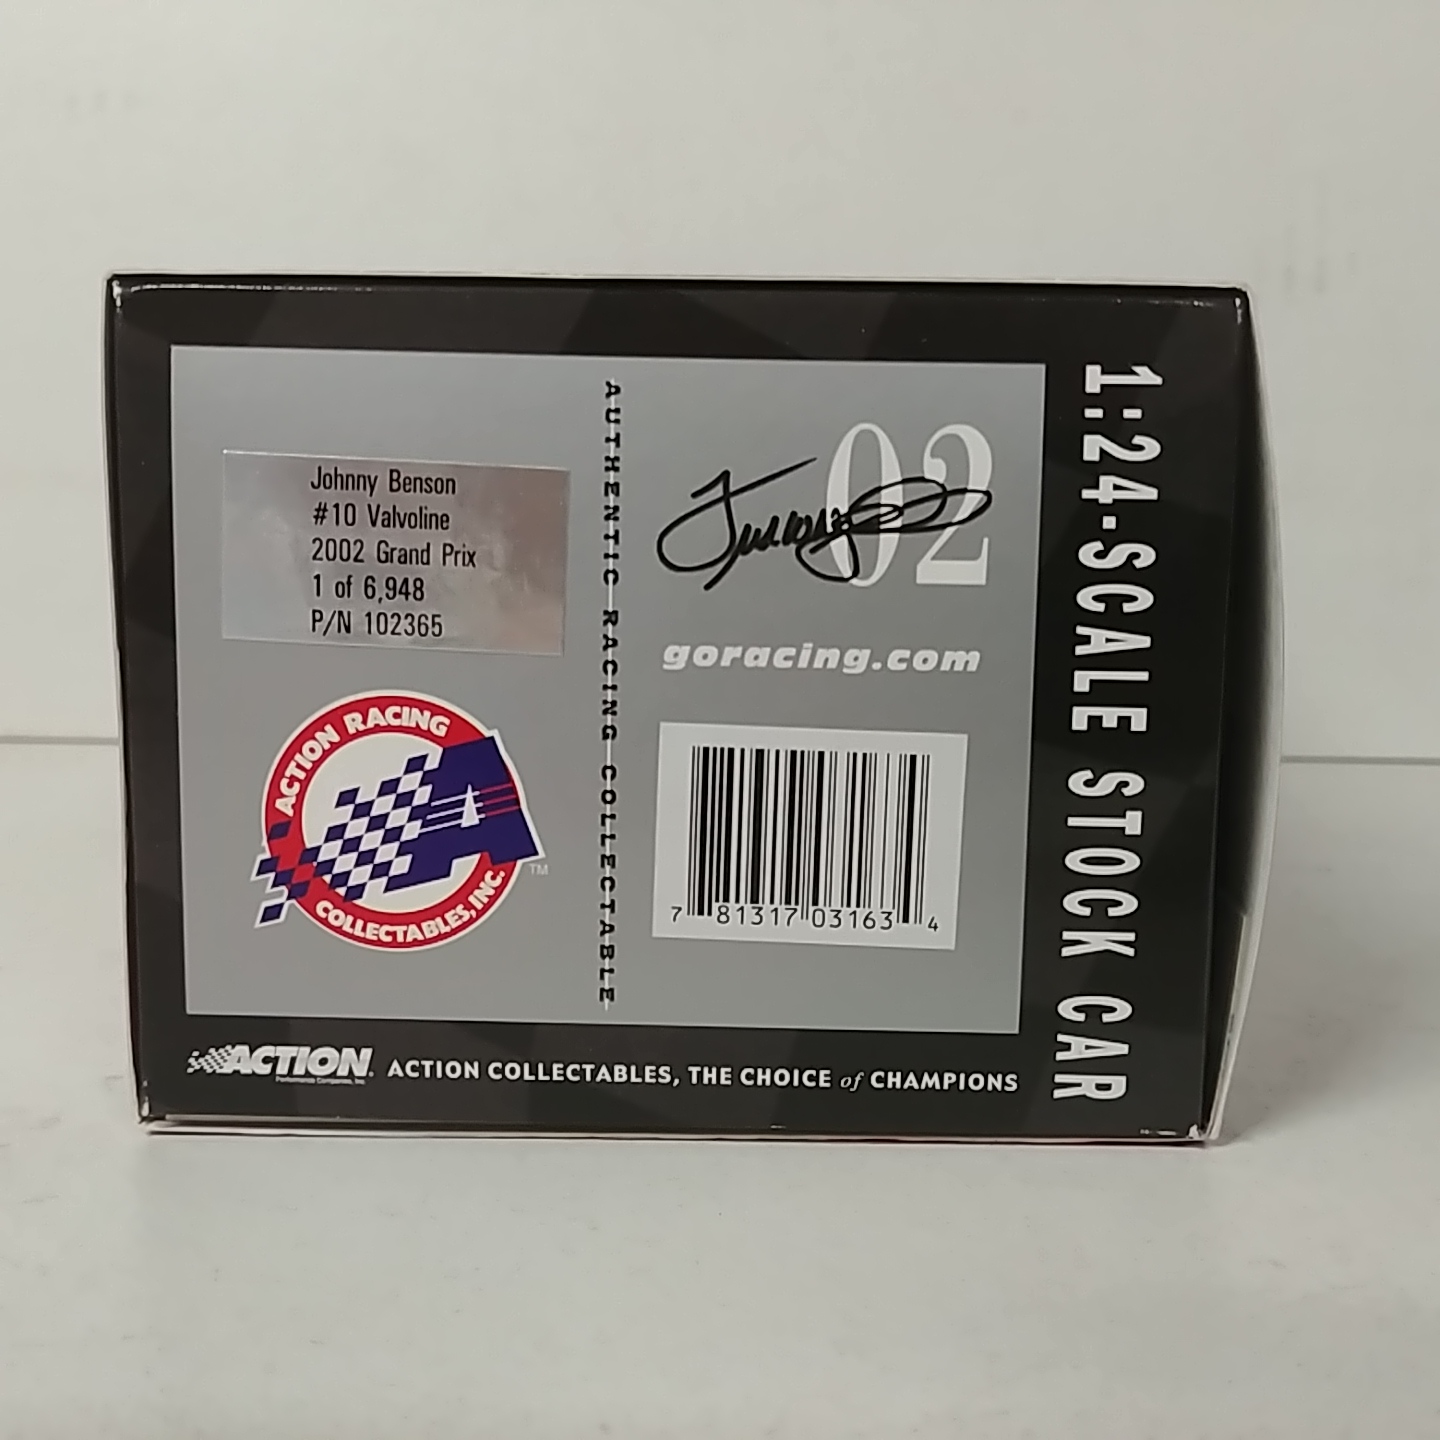 Johnny Benson
#10 Valvoline
2002 Grand Prix
1 of 6,948
P/N 102365
ACTION RACING
COLLECTABLES, INC.
TM
AUTHENTIC RACING COLLECTABLE
02
goracing.com
7 81317 03163 4
1:24-SCALE STOCK CAR
ACTION
ACTION COLLECTABLES, THE CHOICE of CHAMPIONS